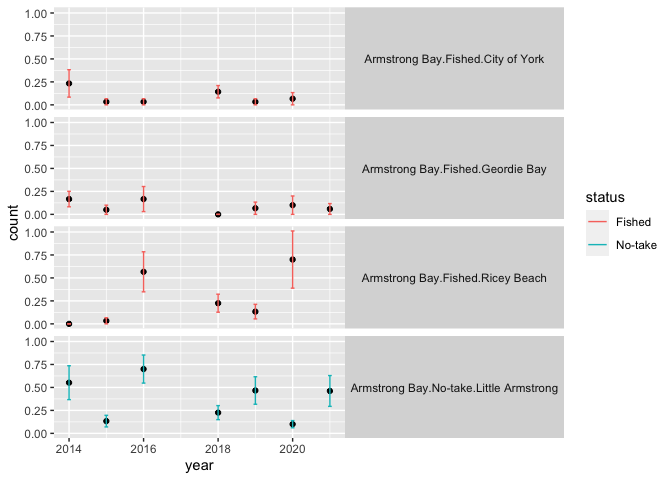 1.00
0.75
0.50
0.25
0.00
Armstrong Bay.Fished.City of York
1.00
0.75
0.50
0.25
0.00
Armstrong Bay.Fished.Geordie Bay
1.00
0.75
0.50
0.25
0.00
Armstrong Bay.Fished.Ricey Beach
1.00
0.75
0.50
0.25
0.00
Armstrong Bay.No-take.Little Armstrong
count
2014 2016 2018 2020
year
status
Fished
No-take